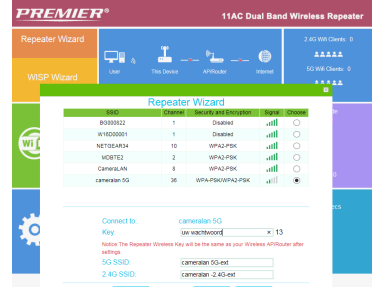 PREMIER®
11AC Dual Band Wireless Repeater
Repeater Wizard
WISP Wizard
User
This Device
AP/Router
Internet
2.4G Wifi Clients: 0
5G Wifi Clients: 0
Repeater Wizard
SSID Channel Security and Encryption Signal Choose
BG000822 1 Disabled
W16D00001 1 Disabled
NETGEAR34 10 WPA2-PSK
MDBTE2 2 WPA2-PSK
CameraLAN 8 WPA2-PSK
cameralan 5G 36 WPA-PSK/WPA2-PSK
Connect to: cameralan 5G
Key: uw wachtwoord × 13
Notice:The Repeater Wireless Key will be the same as your Wireless AP/Router after
settings.
5G SSID: cameralan 5G-ext
2.4G SSID: cameralan -2.4G-ext